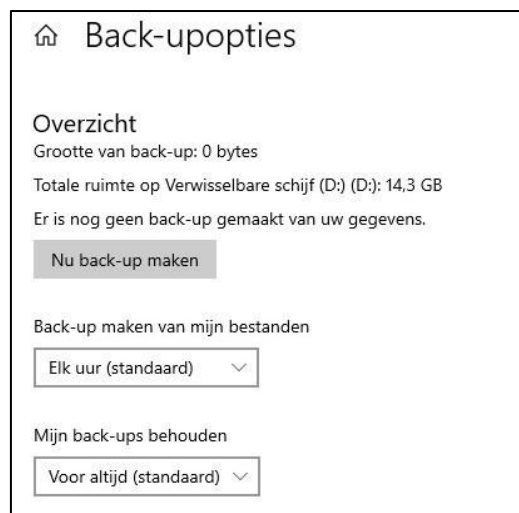 Back-upopties
Overzicht
Grootte van back-up: 0 bytes
Totale ruimte op Verwisselbare schijf (D:) (D:): 14,3 GB
Er is nog geen back-up gemaakt van uw gegevens.
Nu back-up maken
Back-up maken van mijn bestanden
Elk uur (standaard)
Mijn back-ups behouden
Voor altijd (standaard)